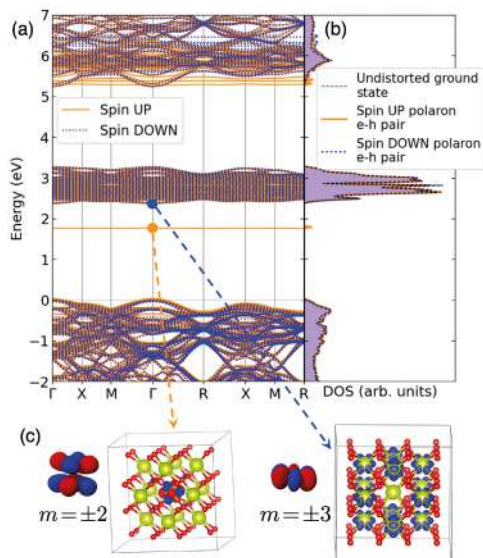 (a)
(b)
7
6
5
4
3
2
1
0
−1
−2
Energy (eV)
Spin UP
Spin DOWN
Undistorted ground
state
Spin UP polaron
e-h pair
Spin DOWN polaron
e-h pair
Γ X M Γ R X M R
DOS (arb. units)
(c)
m = ±2
m = ±3